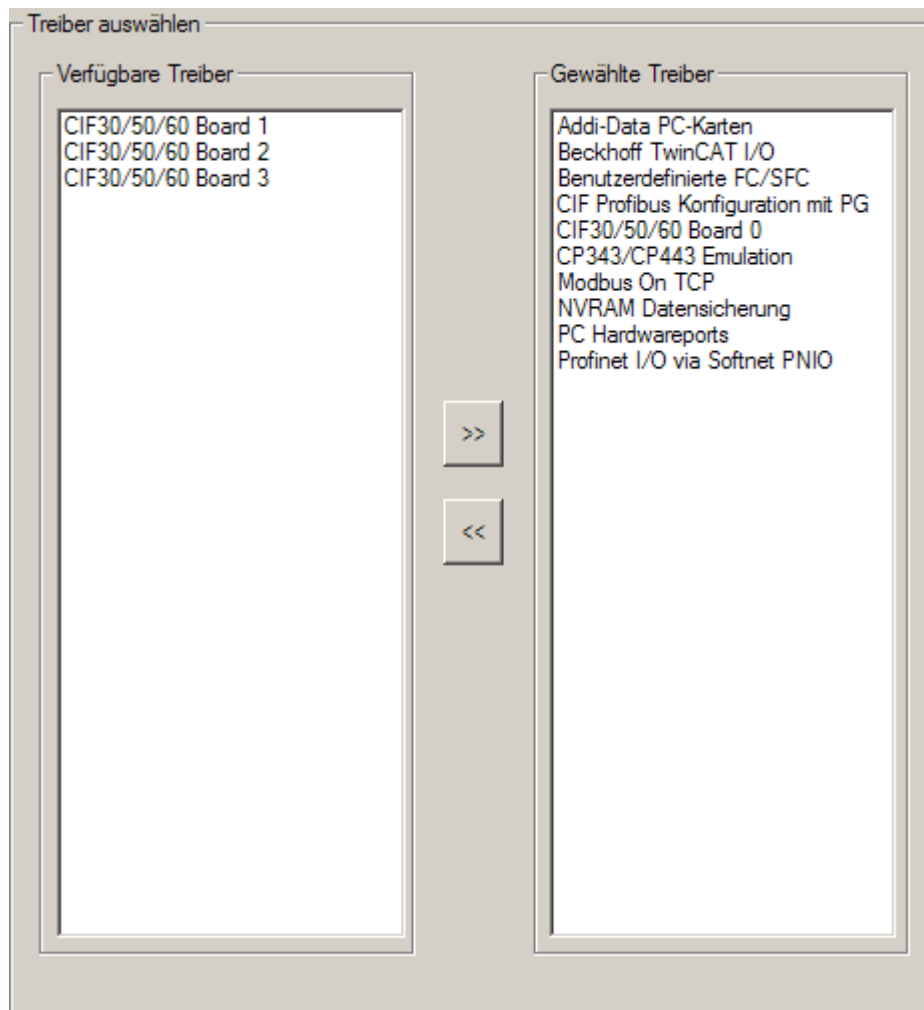 Treiber auswählen
Verfügbare Treiber
CIF30/50/60 Board 1
CIF30/50/60 Board 2
CIF30/50/60 Board 3
>>
<<
Gewählte Treiber
Addi-Data PC-Karten
Beckhoff TwinCAT I/O
Benutzerdefinierte FC/SFC
CIF Profibus Konfiguration mit PG
CIF30/50/60 Board 0
CP343/CP443 Emulation
Modbus On TCP
NVRAM Datensicherung
PC Hardwareports
Profinet I/O via Softnet PNIO